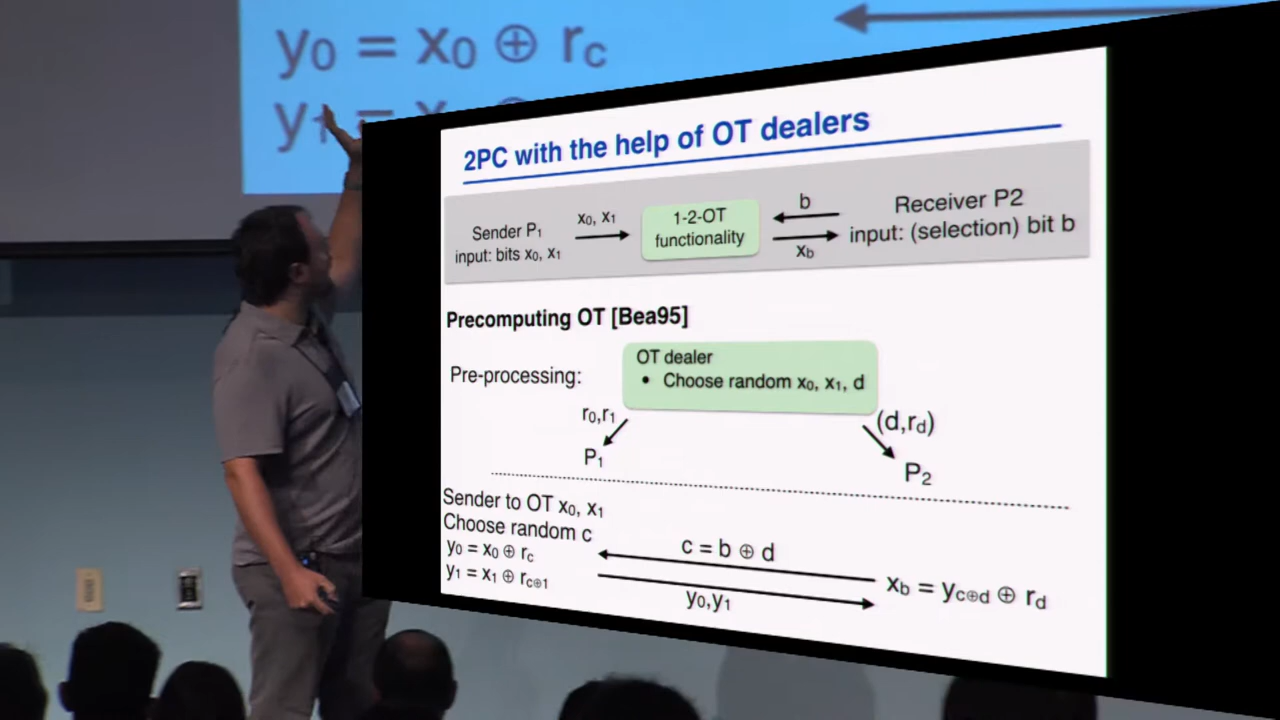 y₀ = x₀ ⊕ r_c
y₁ = x
2PC with the help of OT dealers
Sender P₁
input: bits x₀, x₁
x₀, x₁
1-2-OT
functionality
b
x_b
Receiver P2
input: (selection) bit b
Precomputing OT [Bea95]
Pre-processing:
OT dealer
• Choose random x₀, x₁, d
r₀,r₁
P₁
(d,r_d)
P₂
Sender to OT x₀, x₁
Choose random c
y₀ = x₀ ⊕ r_c
y₁ = x₁ ⊕ r_c⊕1
c = b ⊕ d
y₀,y₁
x_b = y_c⊕d ⊕ r_d